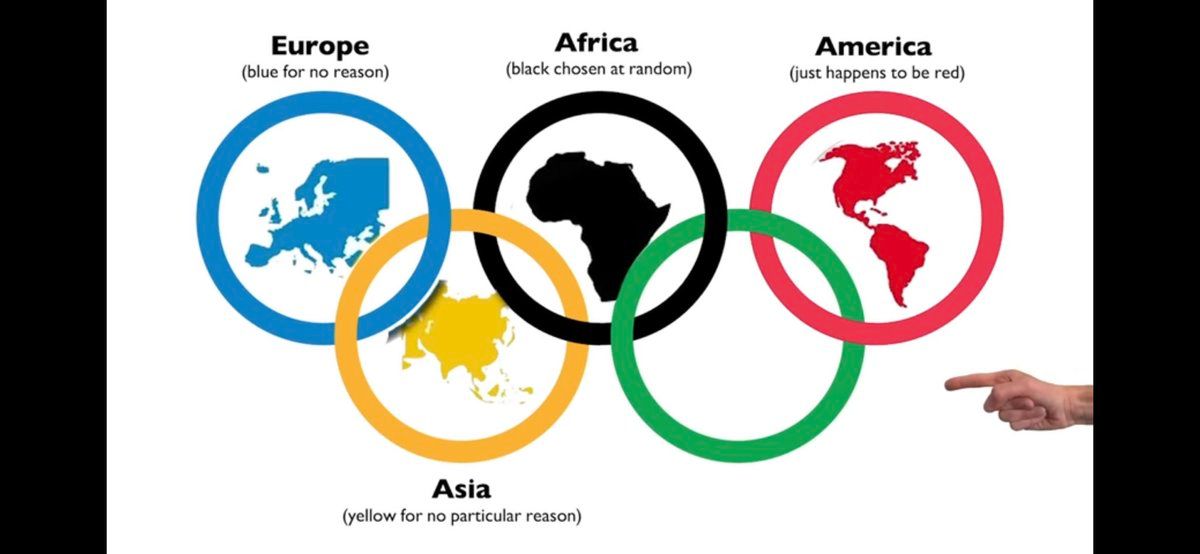 Europe
(blue for no reason)
Africa
(black chosen at random)
America
(just happens to be red)
Asia
(yellow for no particular reason)